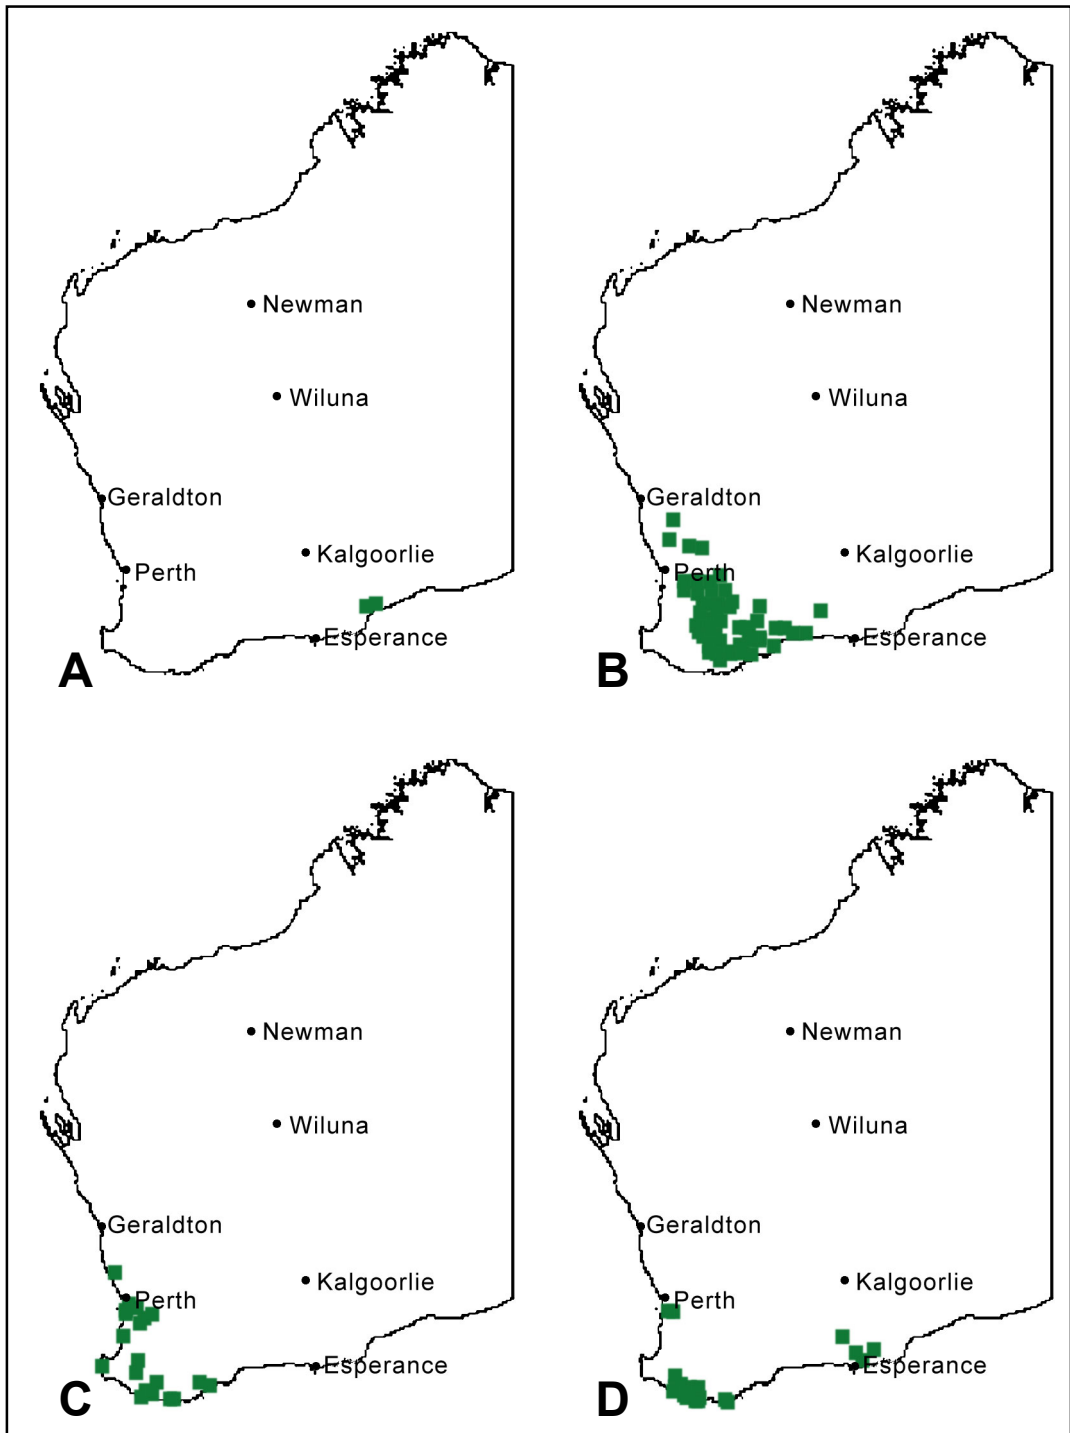 Newman
Wiluna
Geraldton
Kalgoorlie
Perth
Esperance
A
Newman
Wiluna
Geraldton
Kalgoorlie
Perth
Esperance
B
Newman
Wiluna
Geraldton
Kalgoorlie
Perth
Esperance
C
Newman
Wiluna
Geraldton
Kalgoorlie
Perth
Esperance
D